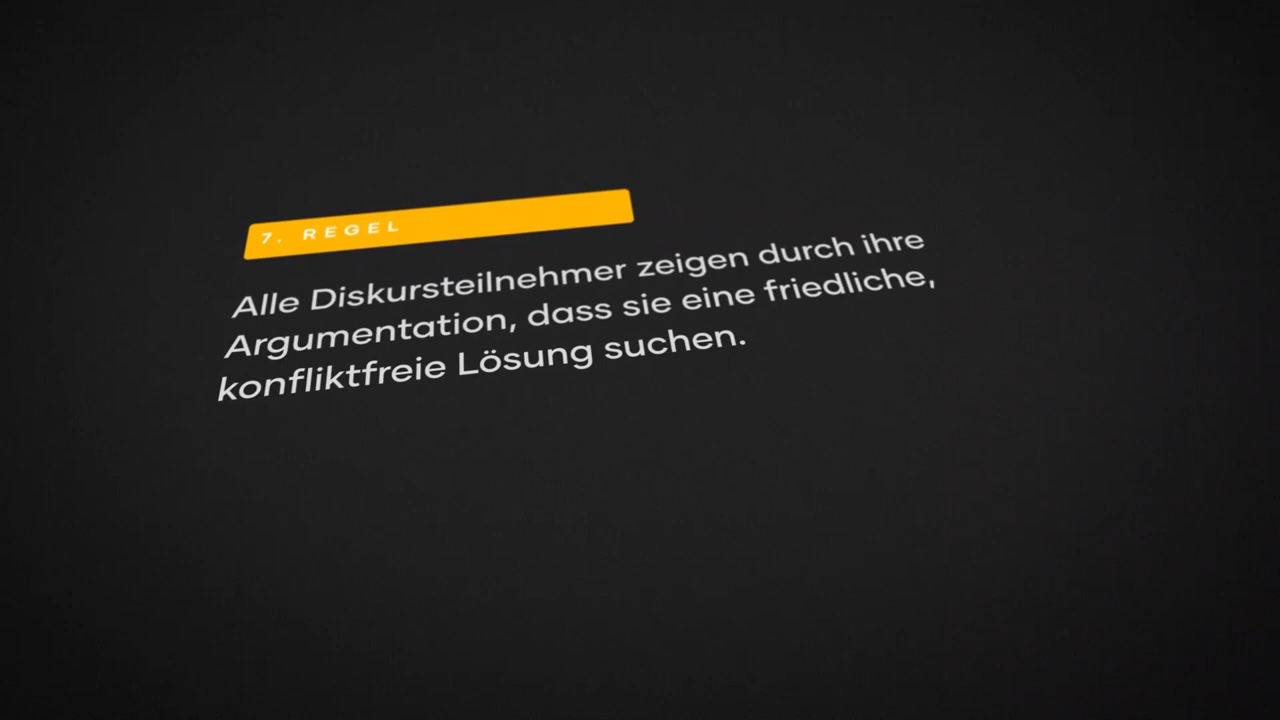 7. REGEL
Alle Diskursteilnehmer zeigen durch ihre
Argumentation, dass sie eine friedliche,
konfliktfreie Lösung suchen.